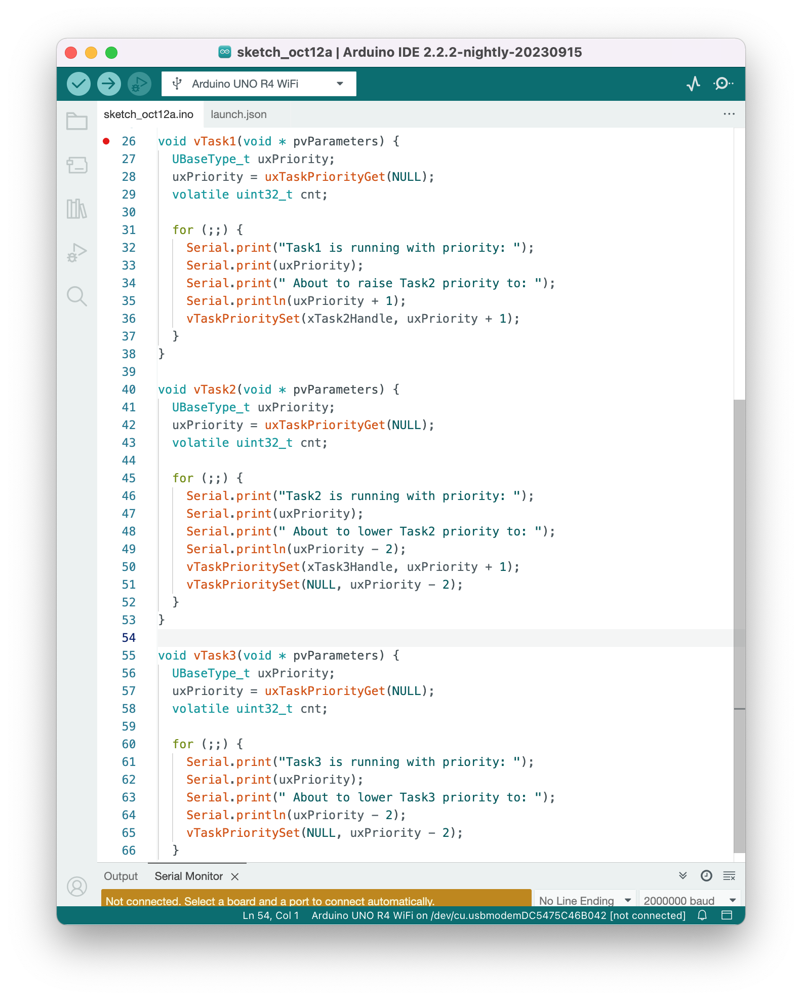 sketch_oct12a | Arduino IDE 2.2.2-nightly-20230915
Arduino UNO R4 WiFi
sketch_oct12a.ino launch.json
26 void vTask1(void * pvParameters) {
27   UBaseType_t uxPriority;
28   uxPriority = uxTaskPriorityGet(NULL);
29   volatile uint32_t cnt;
30
31   for (;;) {
32     Serial.print("Task1 is running with priority: ");
33     Serial.print(uxPriority);
34     Serial.print(" About to raise Task2 priority to: ");
35     Serial.println(uxPriority + 1);
36     vTaskPrioritySet(xTask2Handle, uxPriority + 1);
37   }
38 }
39
40 void vTask2(void * pvParameters) {
41   UBaseType_t uxPriority;
42   uxPriority = uxTaskPriorityGet(NULL);
43   volatile uint32_t cnt;
44
45   for (;;) {
46     Serial.print("Task2 is running with priority: ");
47     Serial.print(uxPriority);
48     Serial.print(" About to lower Task2 priority to: ");
49     Serial.println(uxPriority - 2);
50     vTaskPrioritySet(xTask3Handle, uxPriority + 1);
51     vTaskPrioritySet(NULL, uxPriority - 2);
52   }
53 }
54
55 void vTask3(void * pvParameters) {
56   UBaseType_t uxPriority;
57   uxPriority = uxTaskPriorityGet(NULL);
58   volatile uint32_t cnt;
59
60   for (;;) {
61     Serial.print("Task3 is running with priority: ");
62     Serial.print(uxPriority);
63     Serial.print(" About to lower Task3 priority to: ");
64     Serial.println(uxPriority - 2);
65     vTaskPrioritySet(NULL, uxPriority - 2);
66   }
Output Serial Monitor
Not connected. Select a board and a port to connect automatically. No Line Ending 2000000 baud
Ln 54, Col 1 Arduino UNO R4 WiFi on /dev/cu.usbmodemDC5475C46B042 [not connected]